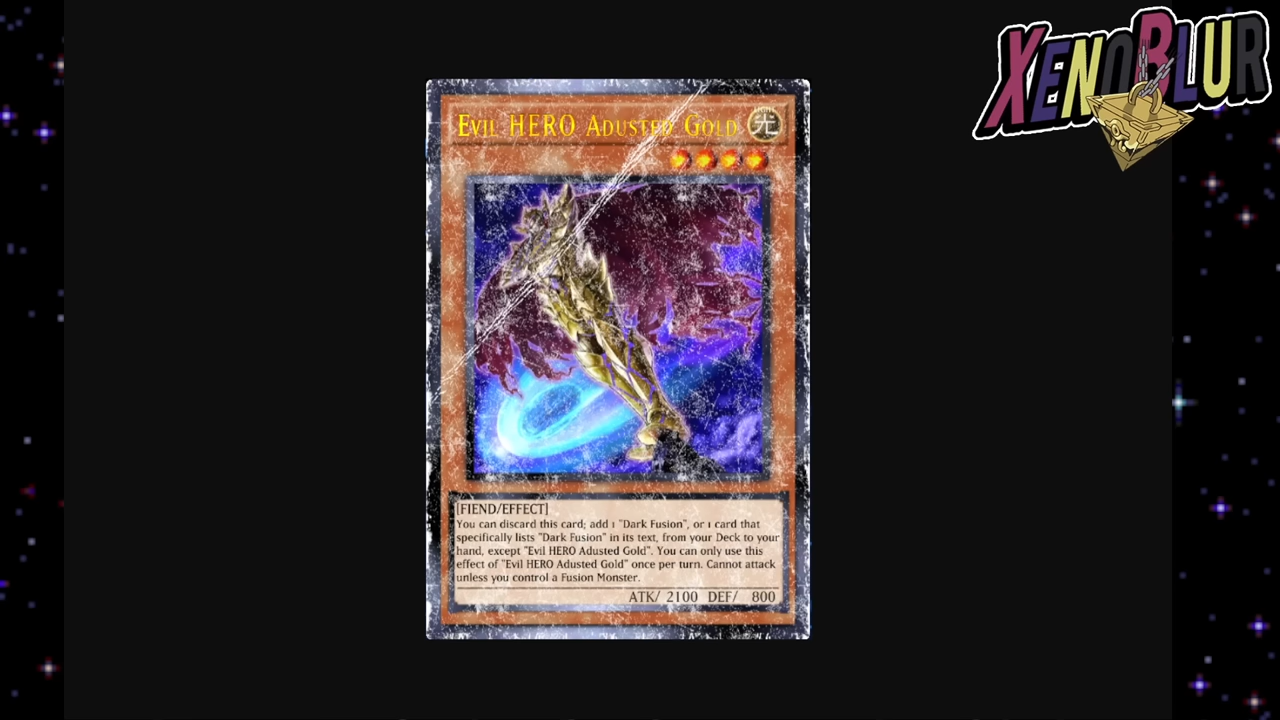 XENOBLUR
EVIL HERO ADUSTED GOLD
LIGHT
光
[FIEND/EFFECT]
You can discard this card; add 1 "Dark Fusion", or 1 card that
specifically lists "Dark Fusion" in its text, from your Deck to your
hand, except "Evil HERO Adusted Gold". You can only use this
effect of "Evil HERO Adusted Gold" once per turn. Cannot attack
unless you control a Fusion Monster.
ATK/ 2100 DEF/ 800